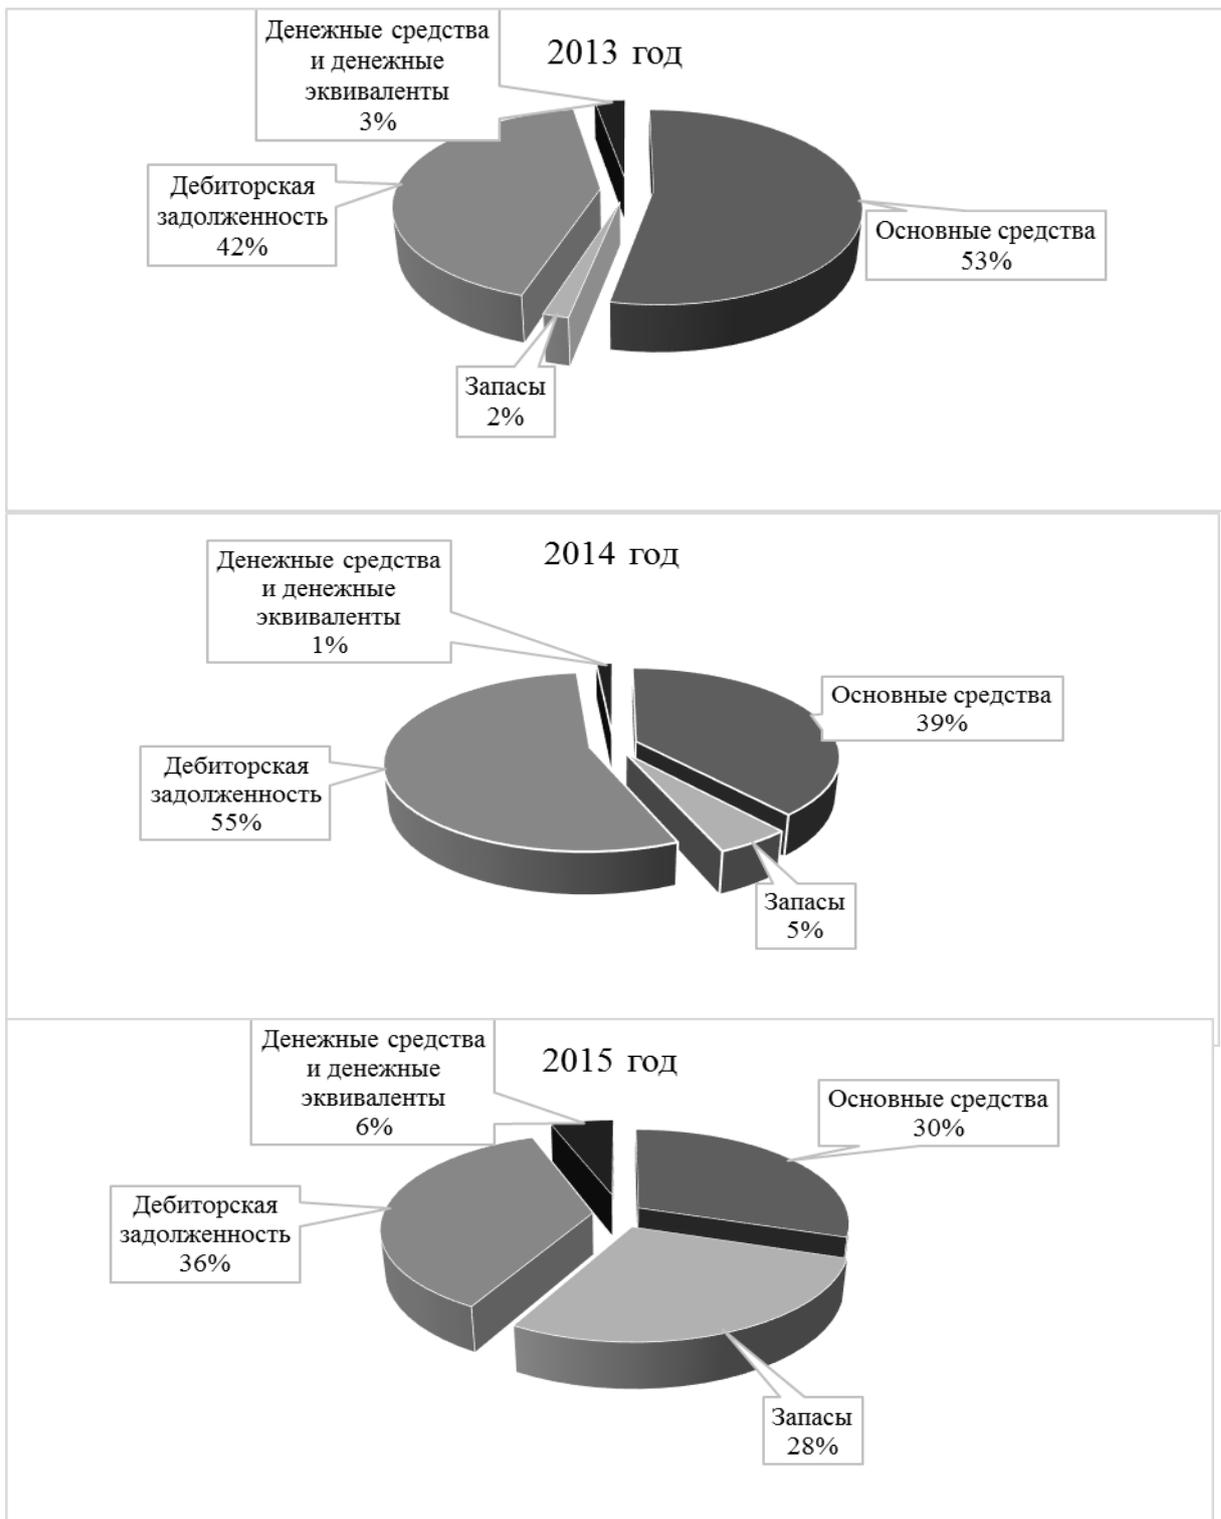 2013 год
Денежные средства
и денежные
эквиваленты
3%
Дебиторская
задолженность
42%
Основные средства
53%
Запасы
2%
2014 год
Денежные средства
и денежные
эквиваленты
1%
Основные средства
39%
Дебиторская
задолженность
55%
Запасы
5%
2015 год
Денежные средства
и денежные
эквиваленты
6%
Основные средства
30%
Дебиторская
задолженность
36%
Запасы
28%